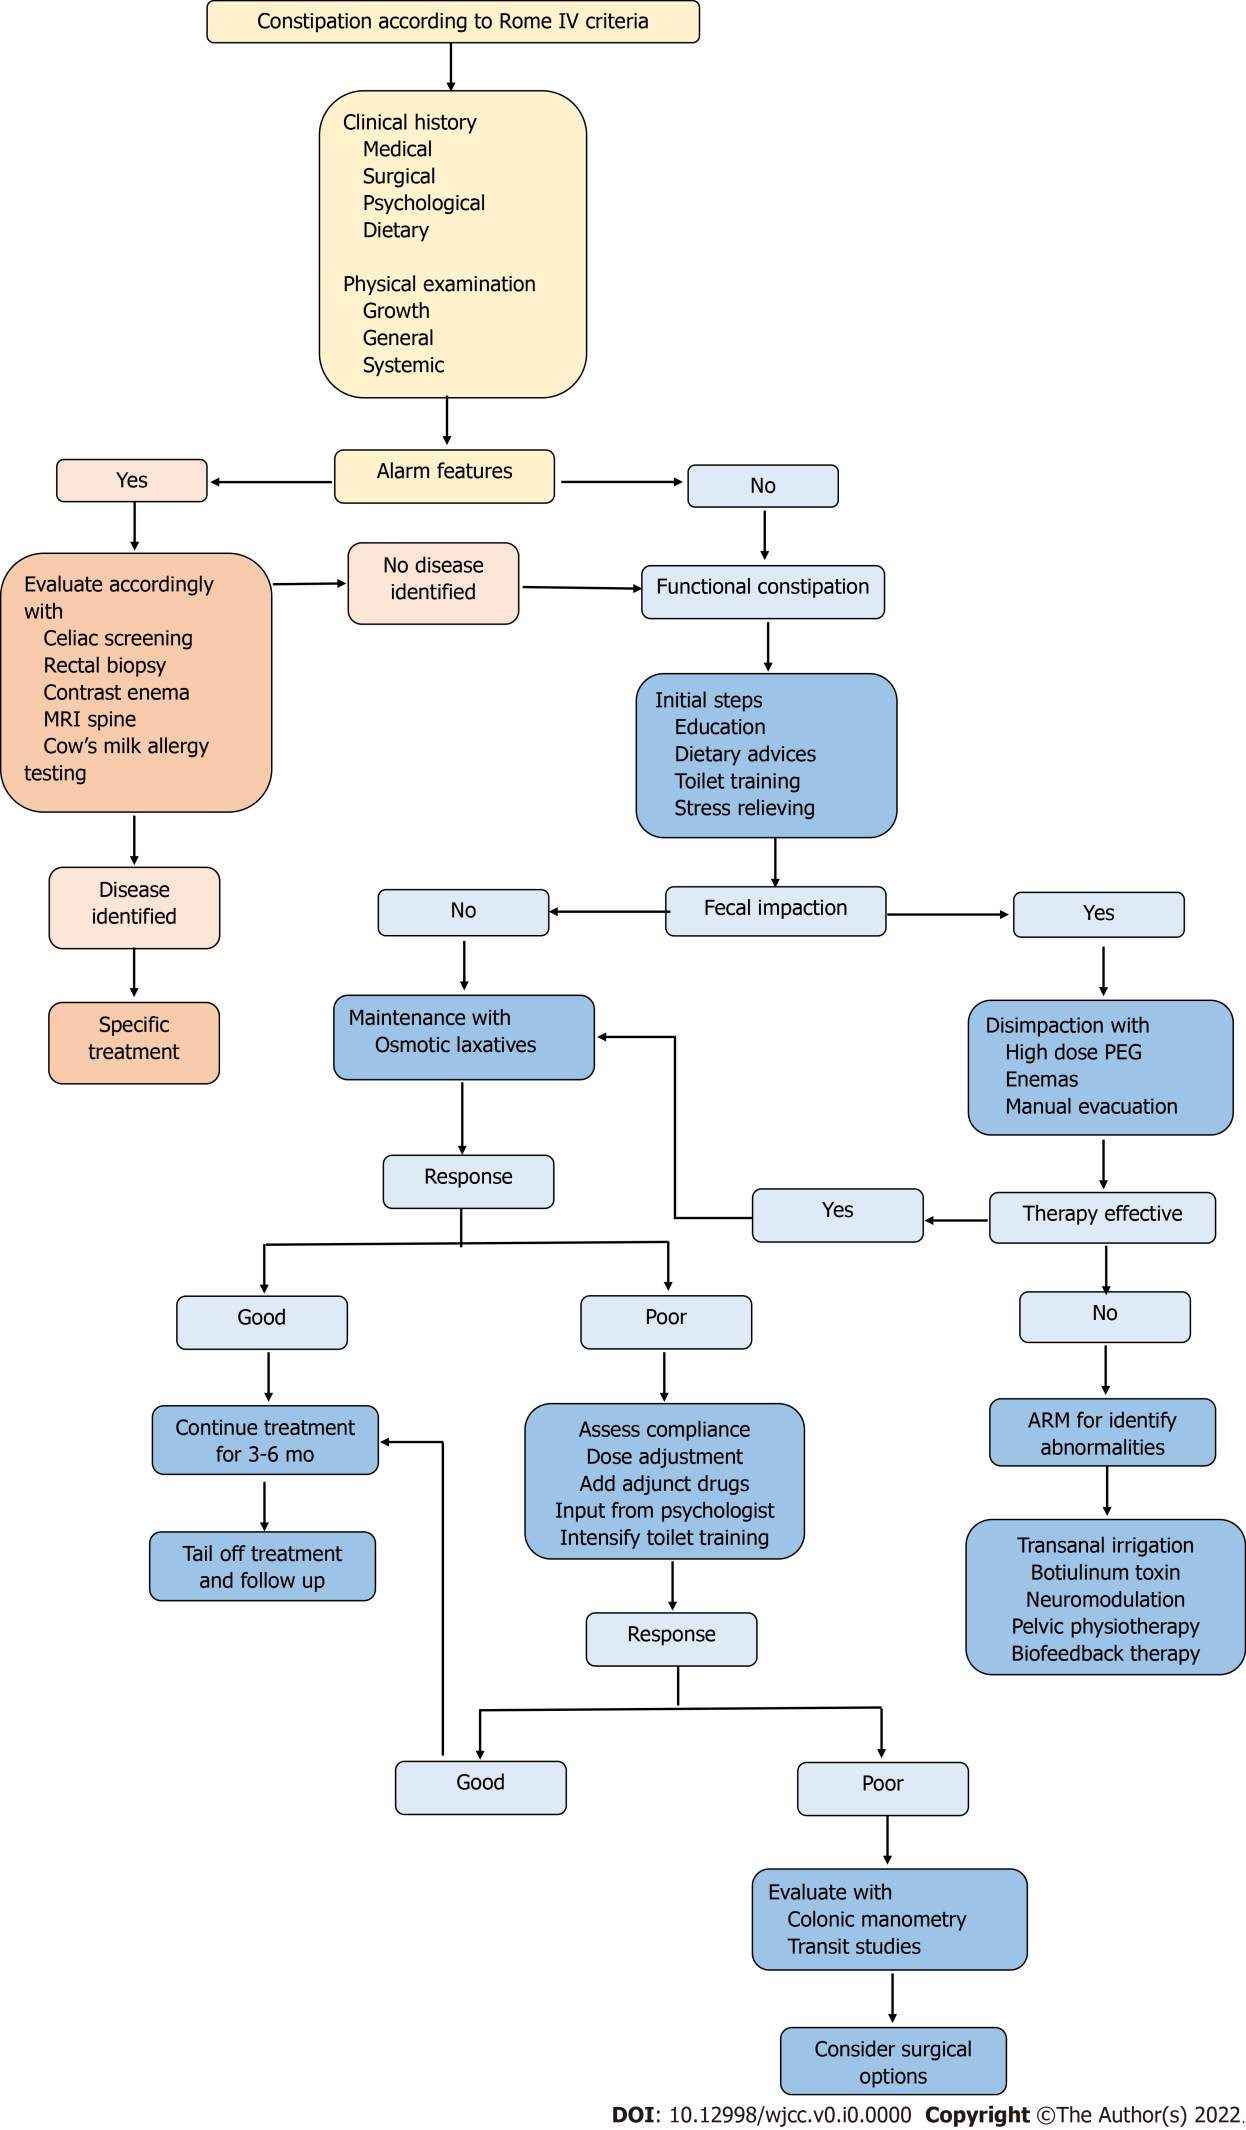 Constipation according to Rome IV criteria
Clinical history
Medical
Surgical
Psychological
Dietary
Physical examination
Growth
General
Systemic
Alarm features
Yes
No
Evaluate accordingly
with
Celiac screening
Rectal biopsy
Contrast enema
MRI spine
Cow's milk allergy
testing
No disease
identified
Functional constipation
Initial steps
Education
Dietary advices
Toilet training
Stress relieving
Disease
identified
Specific
treatment
Fecal impaction
No
Yes
Maintenance with
Osmotic laxatives
Disimpaction with
High dose PEG
Enemas
Manual evacuation
Response
Yes
Therapy effective
Good
Poor
No
Continue treatment
for 3-6 mo
Tail off treatment
and follow up
Assess compliance
Dose adjustment
Add adjunct drugs
Input from psychologist
Intensify toilet training
ARM for identify
abnormalities
Transanal irrigation
Botiulinum toxin
Neuromodulation
Pelvic physiotherapy
Biofeedback therapy
Response
Good
Poor
Evaluate with
Colonic manometry
Transit studies
Consider surgical
options
DOI: 10.12998/wjcc.v0.i0.0000 Copyright ©The Author(s) 2022.